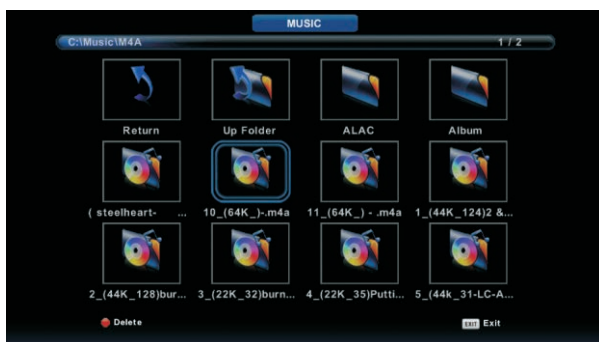 MUSIC
C:\Music\M4A 1 / 2
Return Up Folder ALAC Album
( steelheart- ... 10_(64K_)-.m4a 11_(64K_) - .m4a 1_(44K_124)2 &...
2_(44K_128)bur... 3_(22K_32)burn... 4_(22K_35)Putti... 5_(44k_31-LC-A...
Delete EXIT Exit